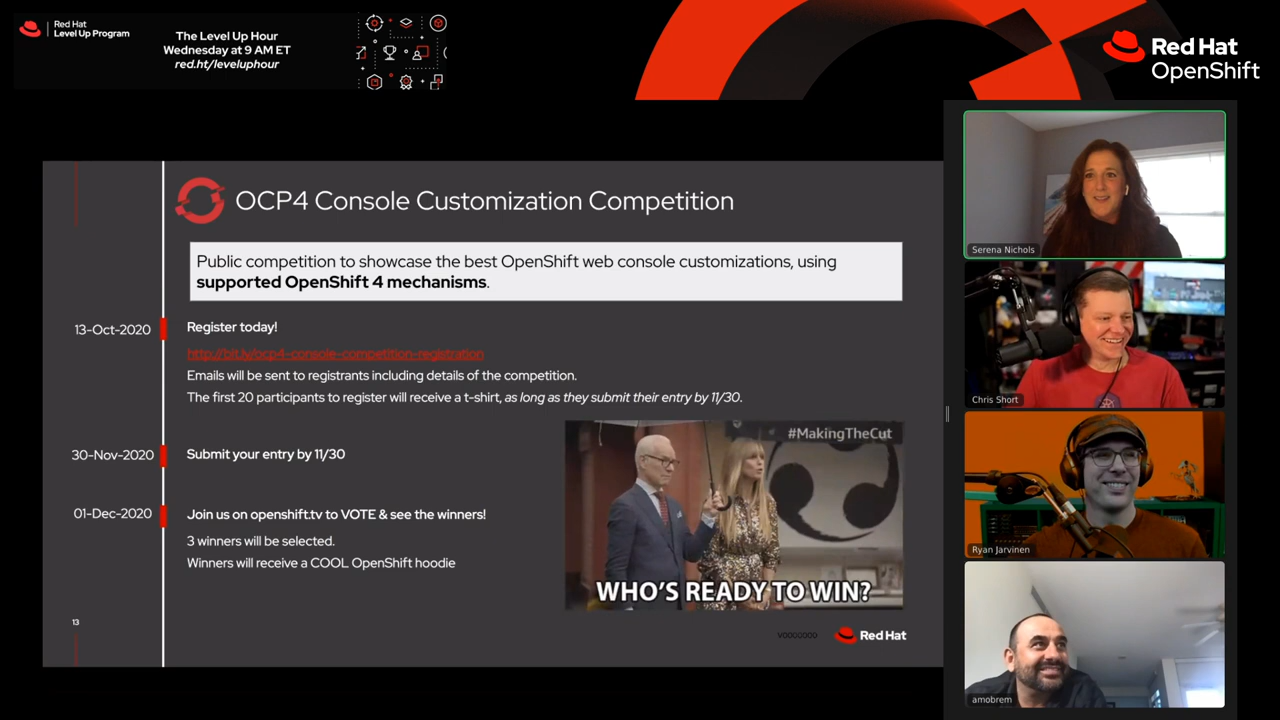 Red Hat
Level Up Program
The Level Up Hour
Wednesday at 9 AM ET
red.ht/leveluphour
Red Hat
OpenShift
OCP4 Console Customization Competition
Public competition to showcase the best OpenShift web console customizations, using
supported OpenShift 4 mechanisms.
13-Oct-2020
Register today!
http://bit.ly/ocp4-console-competition-registration
Emails will be sent to registrants including details of the competition.
The first 20 participants to register will receive a t-shirt, as long as they submit their entry by 11/30.
30-Nov-2020
Submit your entry by 11/30
01-Dec-2020
Join us on openshift.tv to VOTE & see the winners!
3 winners will be selected.
Winners will receive a COOL OpenShift hoodie
#MakingTheCut
WHO'S READY TO WIN?
13
Red Hat
Serena Nichols
Chris Short
Ryan Jarvinen
amobrem